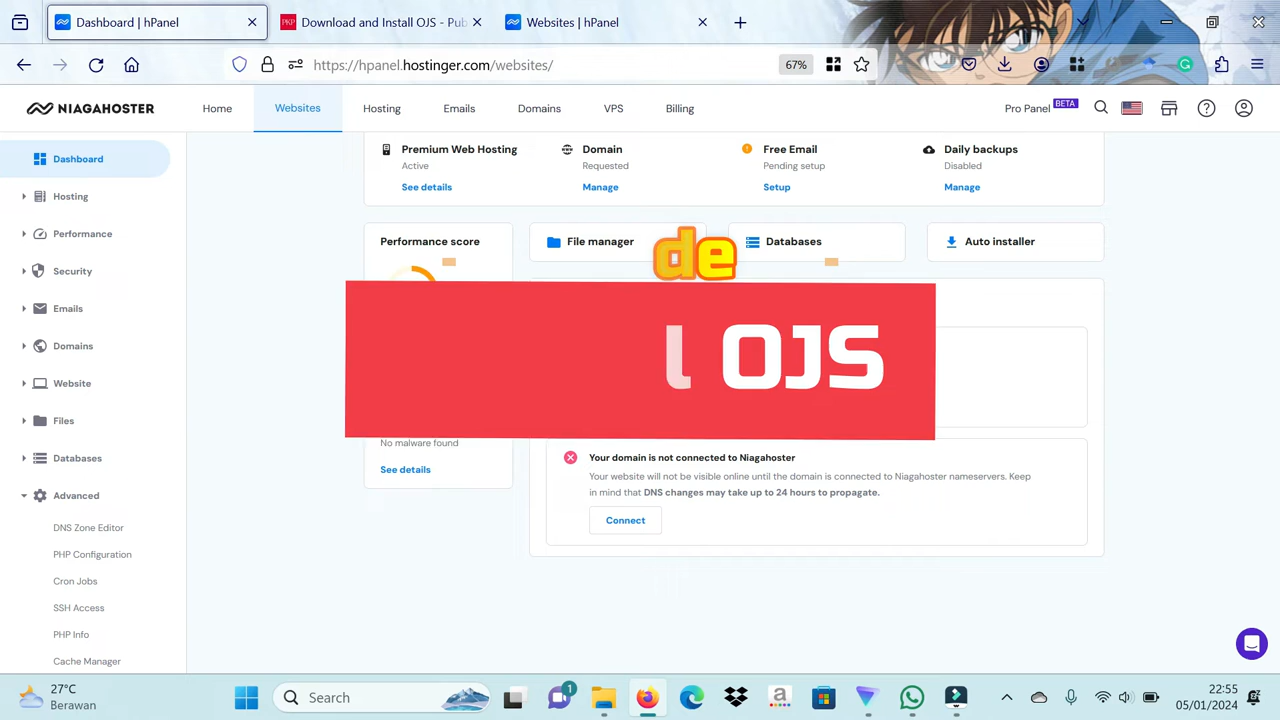 Dashboard | hPanel
Download and Install OJS - Pub
Websites | hPanel
https://hpanel.hostinger.com/websites/
67%
NIAGAHOSTER
Home
Websites
Hosting
Emails
Domains
VPS
Billing
Pro Panel BETA
Dashboard
Hosting
Performance
Security
Emails
Domains
Website
Files
Databases
Advanced
DNS Zone Editor
PHP Configuration
Cron Jobs
SSH Access
PHP Info
Cache Manager
Premium Web Hosting
Active
See details
Domain
Requested
Manage
Free Email
Pending setup
Setup
Daily backups
Disabled
Manage
Performance score
File manager
Databases
Auto installer
de
l OJS
No malware found
See details
Your domain is not connected to Niagahoster
Your website will not be visible online until the domain is connected to Niagahoster nameservers. Keep
in mind that DNS changes may take up to 24 hours to propagate.
Connect
27°C
Berawan
Search
1
22:55
05/01/2024